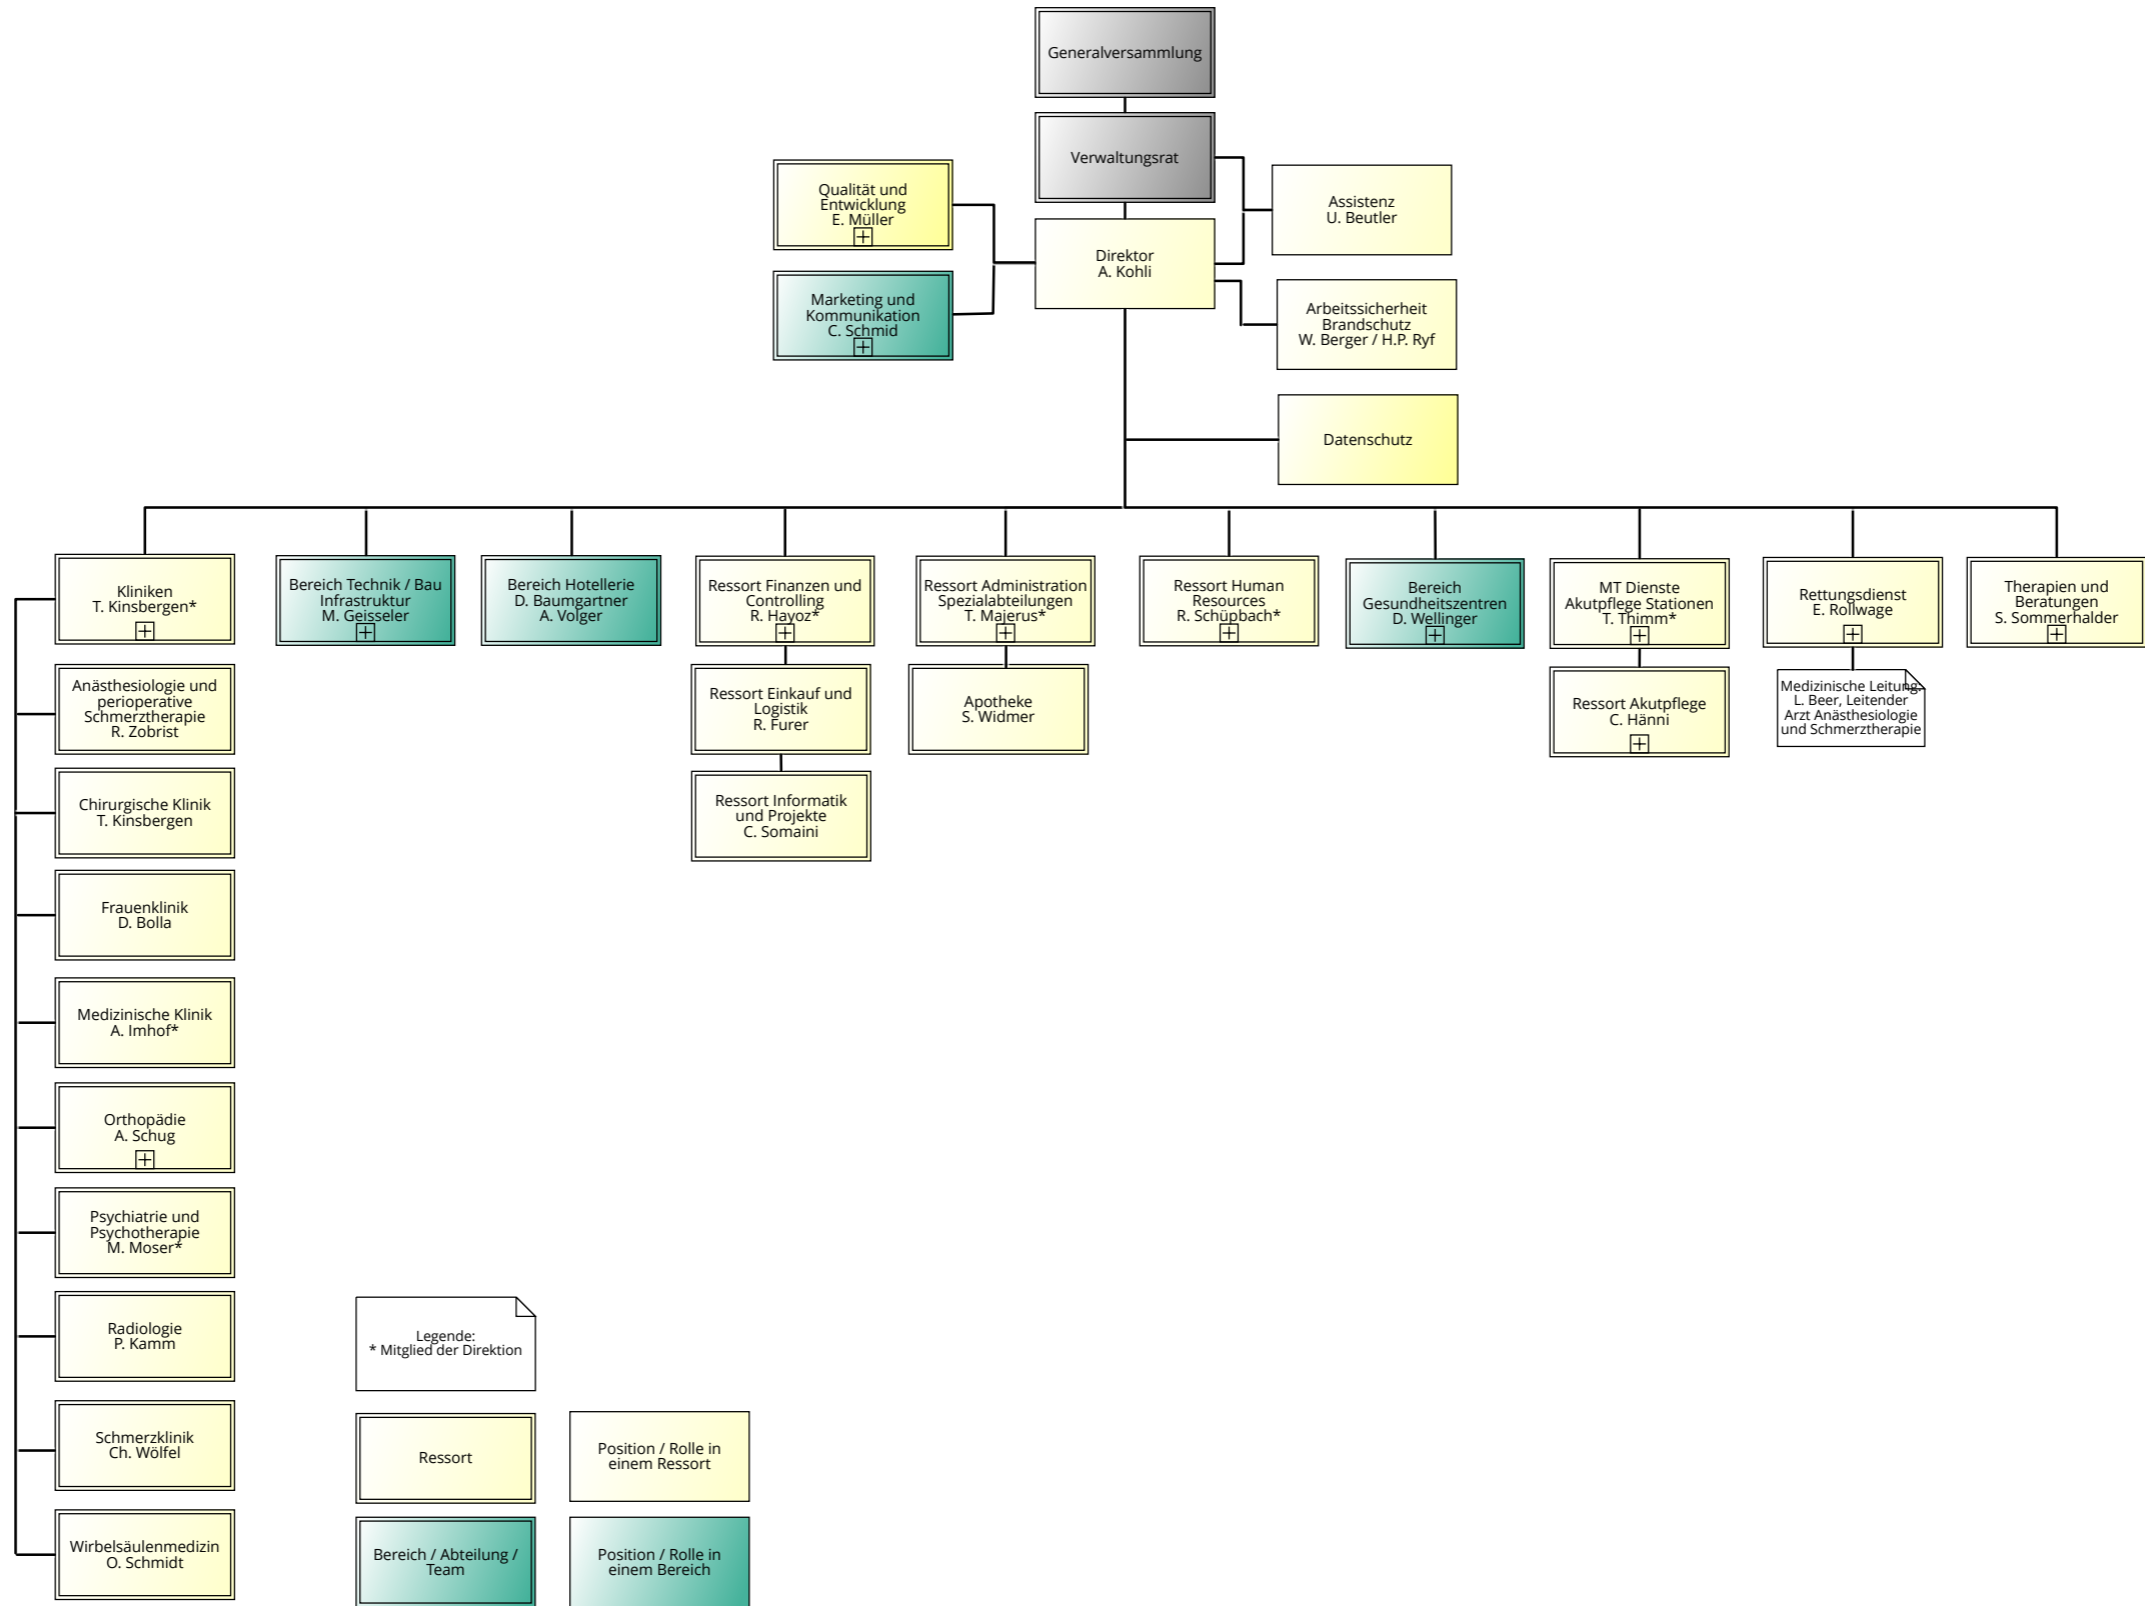 Generalversammlung
Verwaltungsrat
Qualität und
Entwicklung
E. Müller
Assistenz
U. Beutler
Direktor
A. Kohli
Marketing und
Kommunikation
C. Schmid
Arbeitssicherheit
Brandschutz
W. Berger / H.P. Ryf
Datenschutz
Kliniken
T. Kinsbergen*
Bereich Technik / Bau
Infrastruktur
M. Geisseler
Bereich Hotellerie
D. Baumgartner
A. Volger
Ressort Finanzen und
Controlling
R. Hayoz*
Ressort Administration
Spezialabteilungen
T. Majerus*
Ressort Human
Resources
R. Schüpbach*
Bereich
Gesundheitszentren
D. Wellinger
MT Dienste
Akutpflege Stationen
T. Thimm*
Rettungsdienst
E. Rollwage
Therapien und
Beratungen
S. Sommerhalder
Anästhesiologie und
perioperative
Schmerztherapie
R. Zobrist
Ressort Einkauf und
Logistik
R. Furer
Apotheke
S. Widmer
Ressort Akutpflege
C. Hänni
Medizinische Leitung:
L. Beer, Leitender
Arzt Anästhesiologie
und Schmerztherapie
Chirurgische Klinik
T. Kinsbergen
Ressort Informatik
und Projekte
C. Somaini
Frauenklinik
D. Bolla
Medizinische Klinik
A. Imhof*
Orthopädie
A. Schug
Psychiatrie und
Psychotherapie
M. Moser*
Radiologie
P. Kamm
Legende:
* Mitglied der Direktion
Schmerzklinik
Ch. Wölfel
Ressort
Position / Rolle in
einem Ressort
Wirbelsäulenmedizin
O. Schmidt
Bereich / Abteilung /
Team
Position / Rolle in
einem Bereich